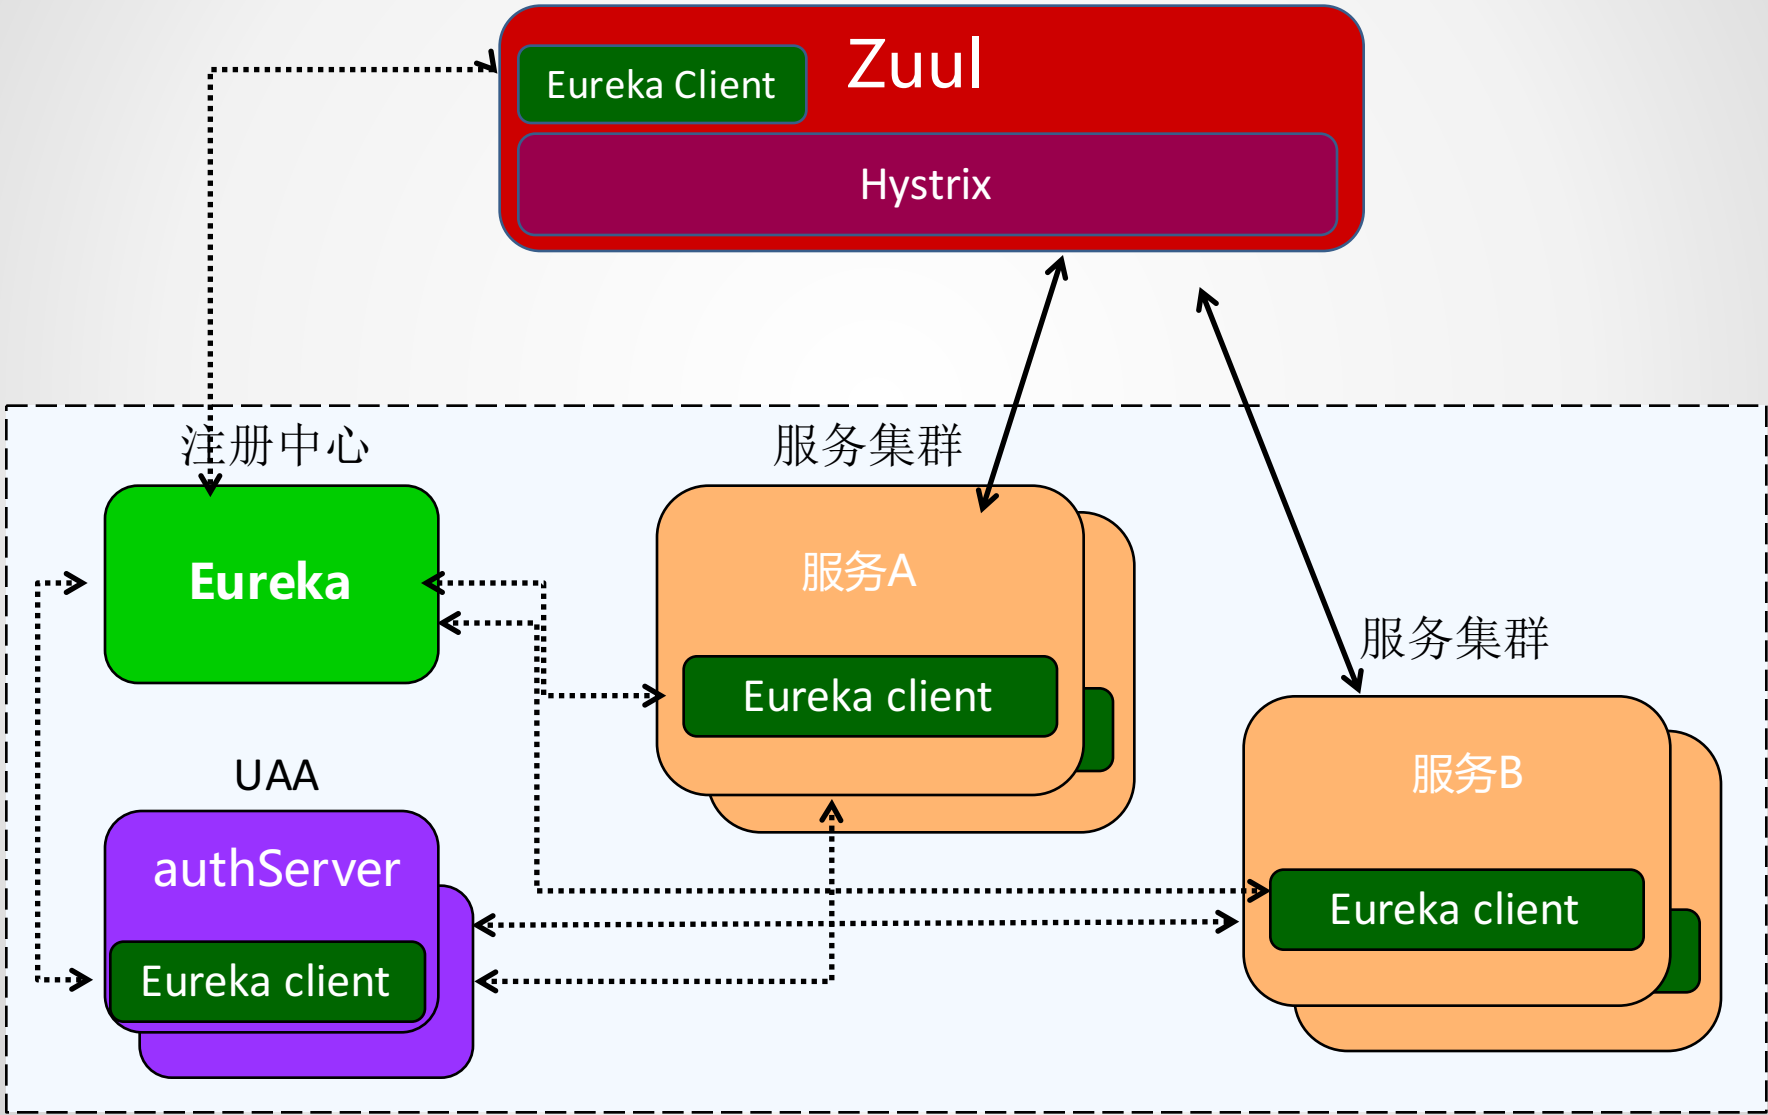 Zuul
Eureka Client
Hystrix
注册中心
服务集群
Eureka
服务A
服务集群
Eureka client
UAA
服务B
authServer
Eureka client
Eureka client